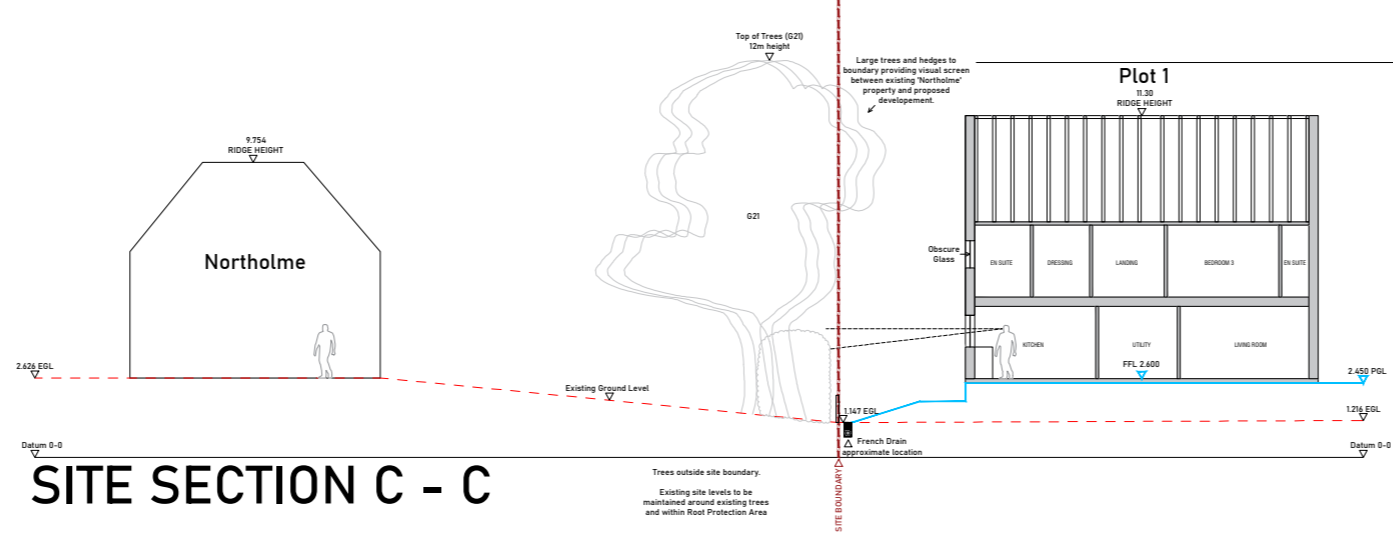 Top of Trees (G21)
12m height
Large trees and hedges to
boundary providing visual screen
between existing 'Northolme'
property and proposed
developement.
Plot 1
11.30
RIDGE HEIGHT
9.754
RIDGE HEIGHT
G21
Northolme
Obscure
Glass
EN SUITE
DRESSING
LANDING
BEDROOM 3
EN SUITE
KITCHEN
UTILITY
LIVING ROOM
FFL 2.600
2.626 EGL
Existing Ground Level
2.450 PGL
1.147 EGL
1.216 EGL
French Drain
approximate location
Datum 0-0
Datum 0-0
SITE SECTION C - C
Trees outside site boundary.
Existing site levels to be
maintained around existing trees
and within Root Protection Area
SITE BOUNDARY